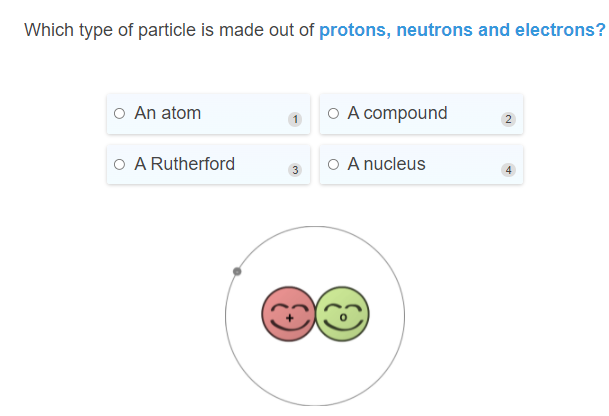 Which type of particle is made out of protons, neutrons and electrons?
An atom 1 A compound 2
A Rutherford 3 A nucleus 4
+ o